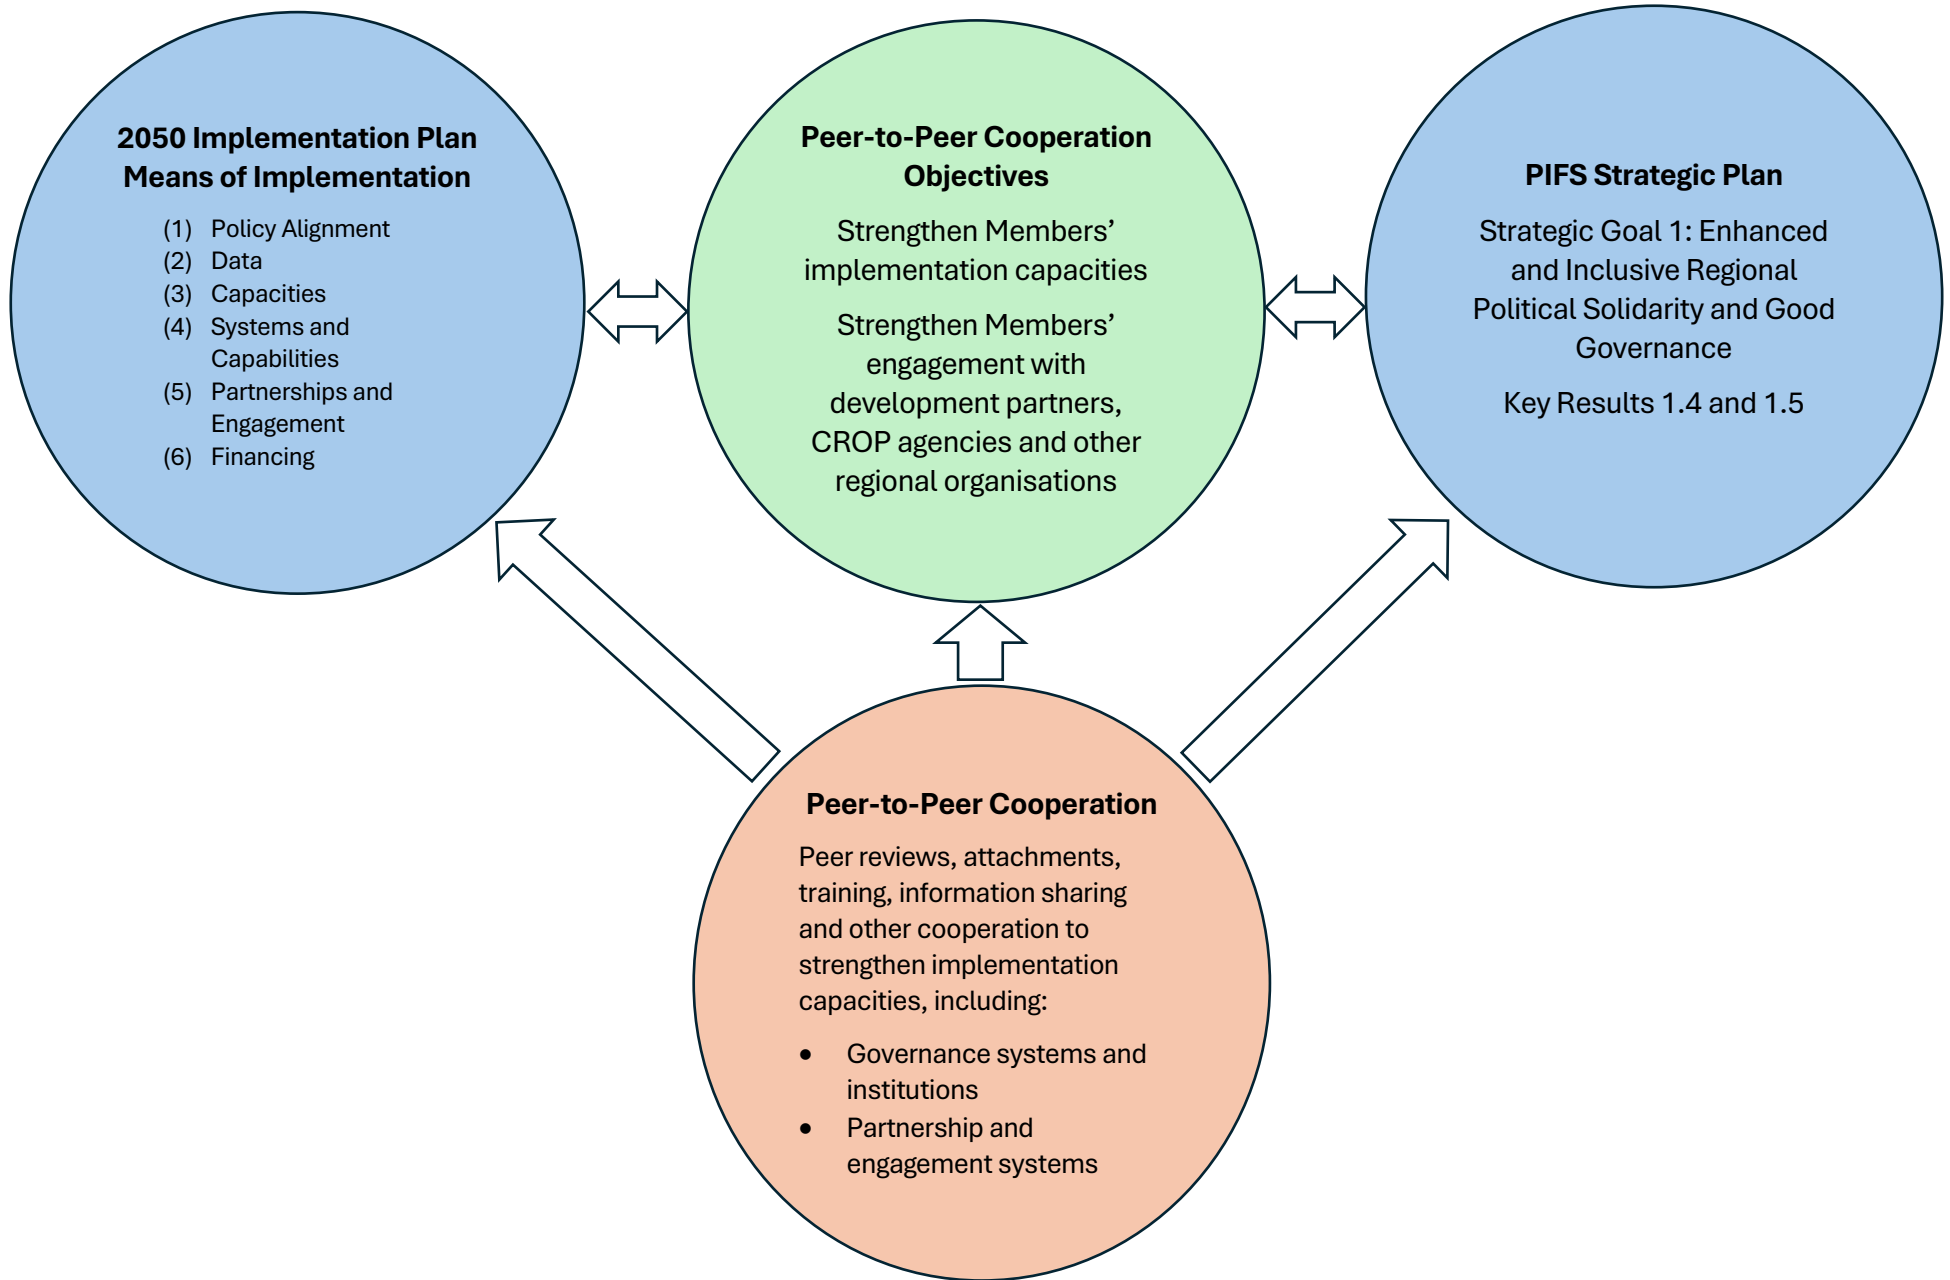 2050 Implementation Plan
Means of Implementation
(1) Policy Alignment
(2) Data
(3) Capacities
(4) Systems and
Capabilities
(5) Partnerships and
Engagement
(6) Financing
Peer-to-Peer Cooperation
Objectives
Strengthen Members’
implementation capacities
Strengthen Members’
engagement with
development partners,
CROP agencies and other
regional organisations
PIFS Strategic Plan
Strategic Goal 1: Enhanced
and Inclusive Regional
Political Solidarity and Good
Governance
Key Results 1.4 and 1.5
Peer-to-Peer Cooperation
Peer reviews, attachments,
training, information sharing
and other cooperation to
strengthen implementation
capacities, including:
• Governance systems and
institutions
• Partnership and
engagement systems